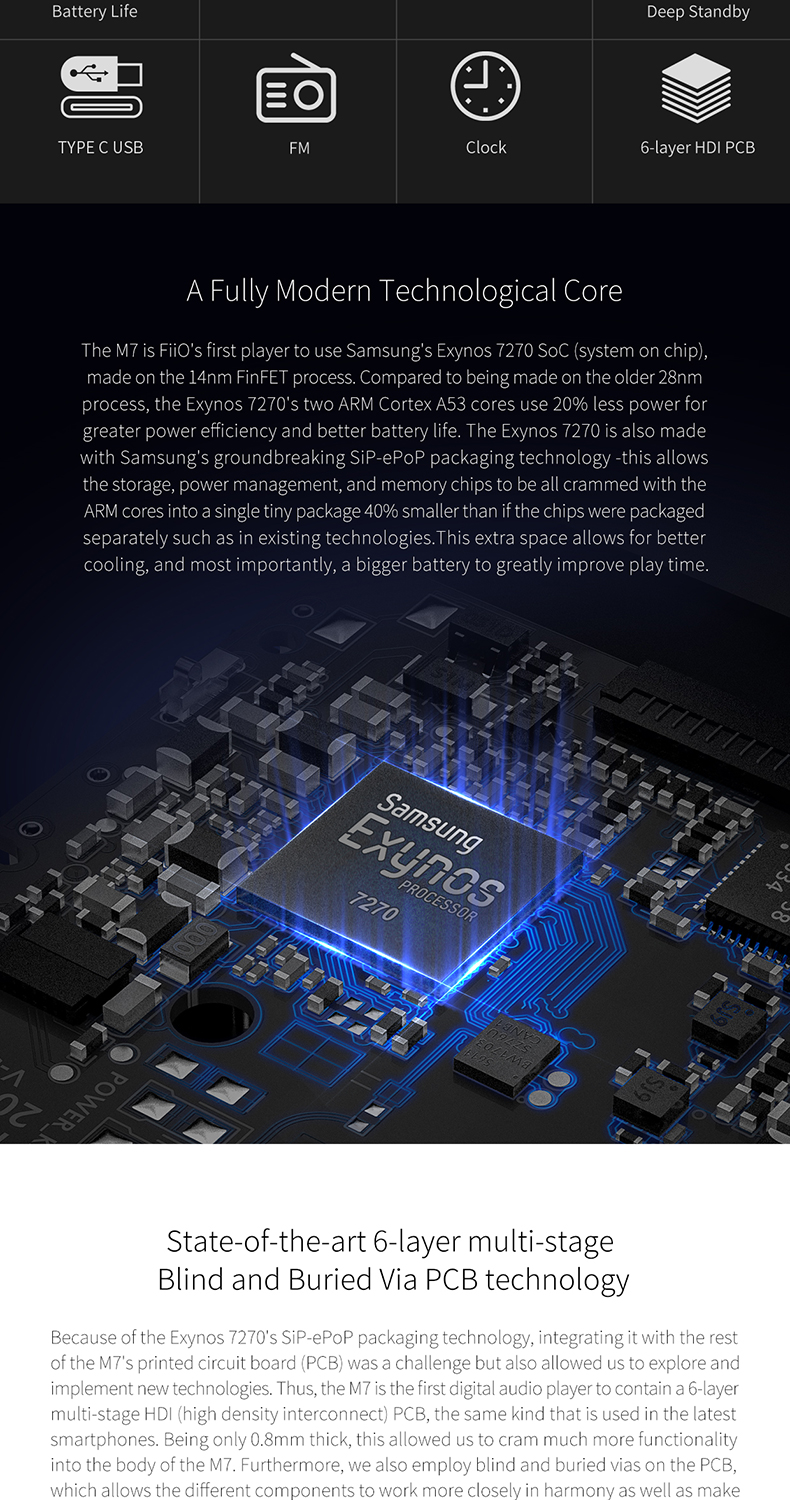 Battery Life
Deep Standby
TYPE C USB
FM
Clock
6-layer HDI PCB
A Fully Modern Technological Core
The M7 is FiiO's first player to use Samsung's Exynos 7270 SoC (system on chip),
made on the 14nm FinFET process. Compared to being made on the older 28nm
process, the Exynos 7270's two ARM Cortex A53 cores use 20% less power for
greater power efficiency and better battery life. The Exynos 7270 is also made
with Samsung's groundbreaking SiP-ePoP packaging technology -this allows
the storage, power management, and memory chips to be all crammed with the
ARM cores into a single tiny package 40% smaller than if the chips were packaged
separately such as in existing technologies.This extra space allows for better
cooling, and most importantly, a bigger battery to greatly improve play time.
Samsung
Exynos
PROCESSOR
7270
000
SJ9
SJ9
State-of-the-art 6-layer multi-stage
Blind and Buried Via PCB technology
Because of the Exynos 7270's SiP-ePoP packaging technology, integrating it with the rest
of the M7's printed circuit board (PCB) was a challenge but also allowed us to explore and
implement new technologies. Thus, the M7 is the first digital audio player to contain a 6-layer
multi-stage HDI (high density interconnect) PCB, the same kind that is used in the latest
smartphones. Being only 0.8mm thick, this allowed us to cram much more functionality
into the body of the M7. Furthermore, we also employ blind and buried vias on the PCB,
which allows the different components to work more closely in harmony as well as make